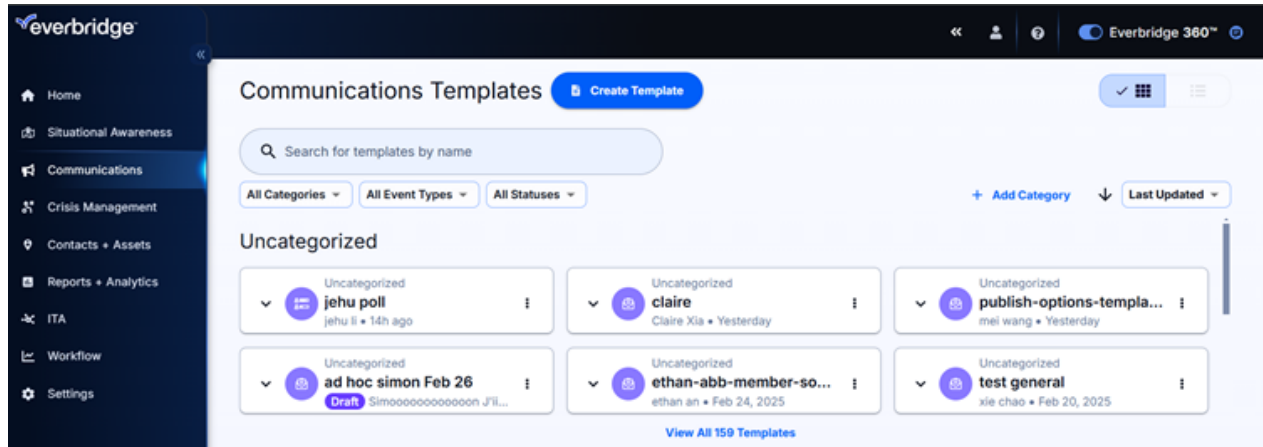 everbridge
Everbridge 360™
Home
Situational Awareness
Communications
Crisis Management
Contacts + Assets
Reports + Analytics
ITA
Workflow
Settings
Communications Templates
Create Template
Search for templates by name
All Categories
All Event Types
All Statuses
+ Add Category
Last Updated
Uncategorized
Uncategorized
jehu poll
jehu li • 14h ago
Uncategorized
claire
Claire Xia • Yesterday
Uncategorized
publish-options-templa...
mei wang • Yesterday
Uncategorized
ad hoc simon Feb 26
Draft
Uncategorized
ethan-abb-member-so...
ethan an • Feb 24, 2025
Uncategorized
test general
xie chao • Feb 20, 2025
View All 159 Templates